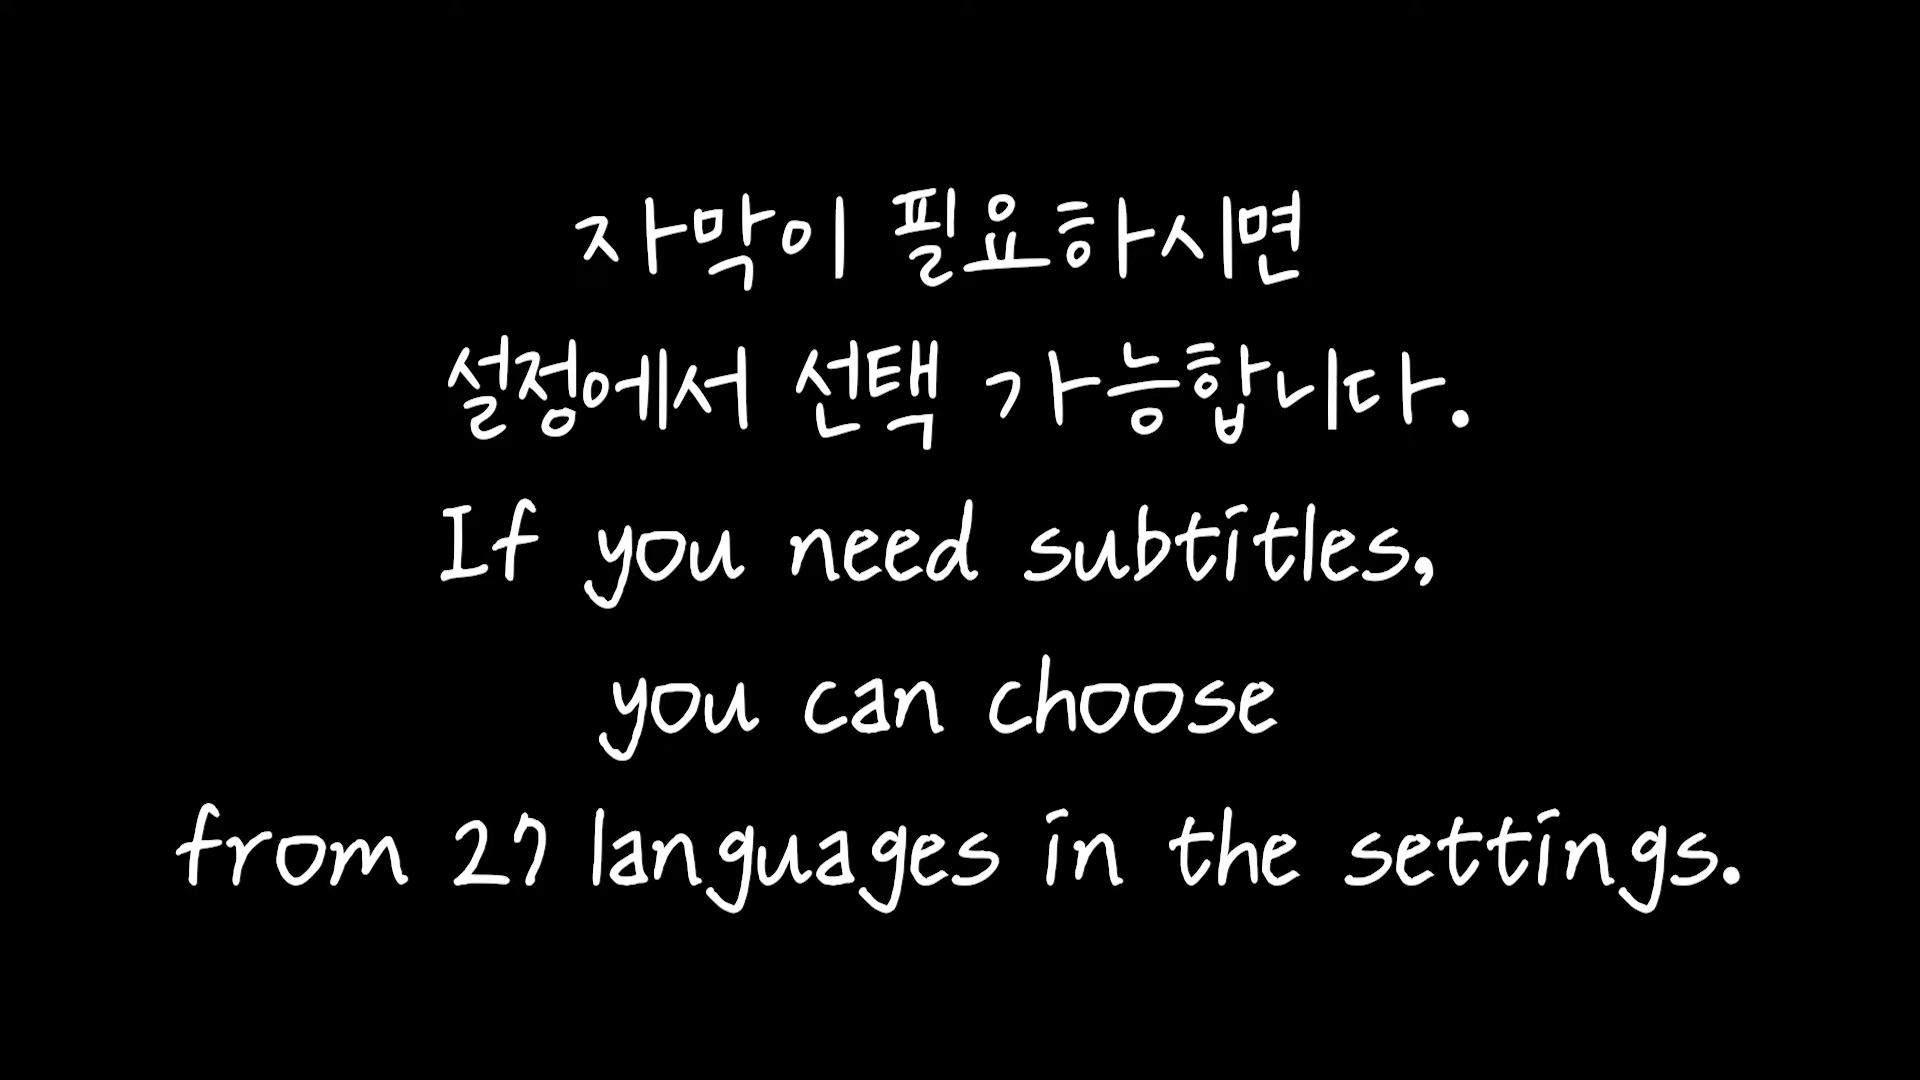 자막이 필요하시면
설정에서 선택 가능합니다.
If you need subtitles,
you can choose
from 27 languages in the settings.